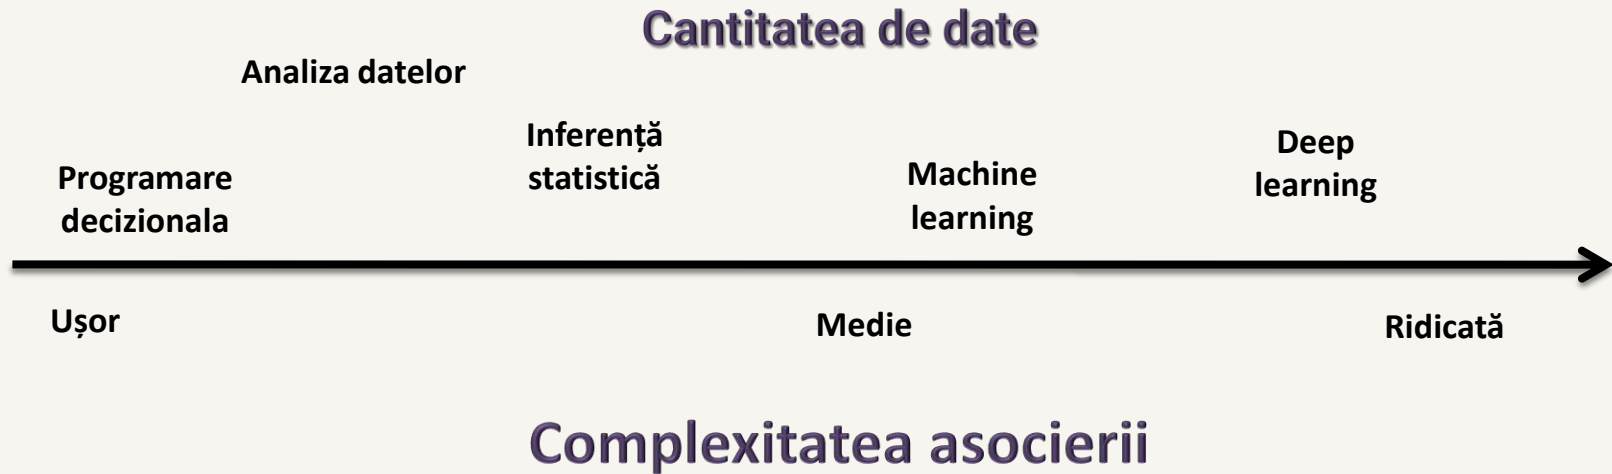 Cantitatea de date
Analiza datelor
Inferență
statistică
Programare
decizionala
Machine
learning
Deep
learning
Ușor
Medie
Ridicată
Complexitatea asocierii